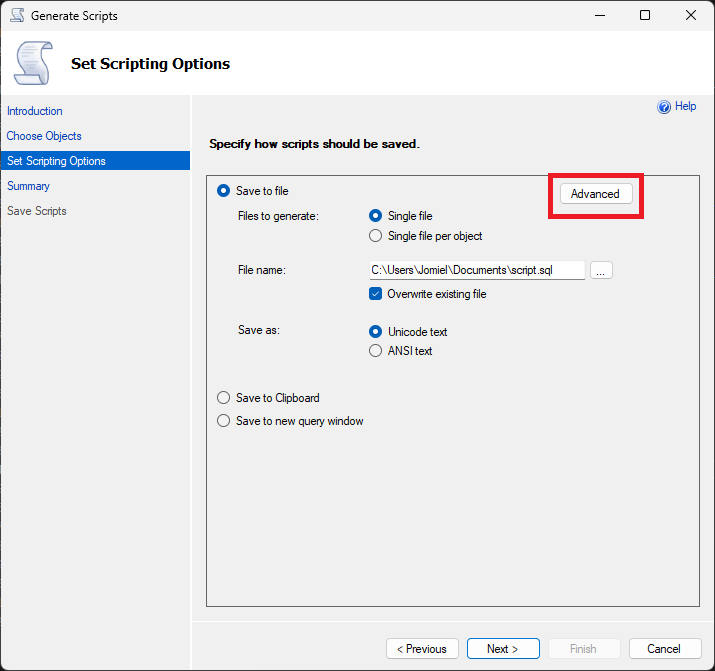 Generate Scripts
Set Scripting Options
Introduction
Choose Objects
Set Scripting Options
Summary
Save Scripts
Help
Specify how scripts should be saved.
Save to file
Advanced
Files to generate:
Single file
Single file per object
File name:
C:\Users\Jomiel\Documents\script.sql
...
Overwrite existing file
Save as:
Unicode text
ANSI text
Save to Clipboard
Save to new query window
< Previous
Next >
Finish
Cancel